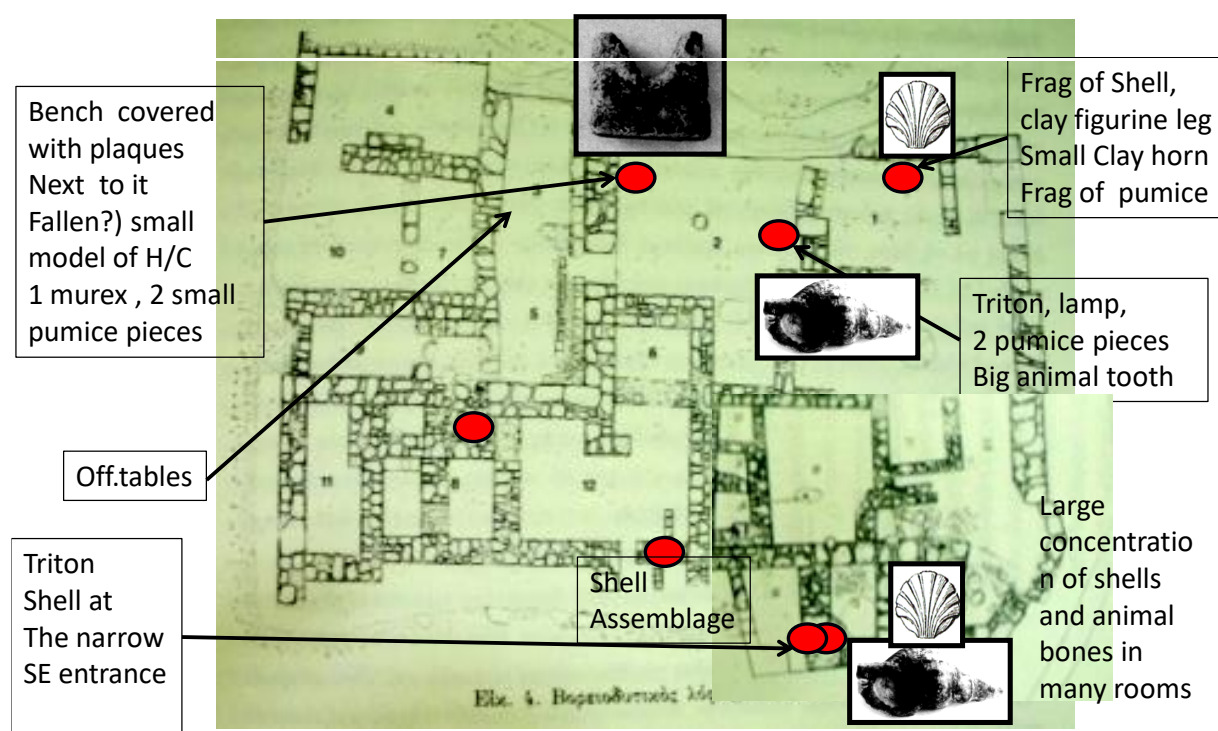 Bench covered
with plaques
Next to it
Fallen?) small
model of H/C
1 murex , 2 small
pumice pieces
Frag of Shell,
clay figurine leg
Small Clay horn
Frag of pumice
Triton, lamp,
2 pumice pieces
Big animal tooth
Off.tables
Triton
Shell at
The narrow
SE entrance
Shell
Assemblage
Large
concentratio
n of shells
and animal
bones in
many rooms
4
10
7
5
2
1
6
11
8
12
Εἰκ. 4. Βορειοδυτικὸς λόφ